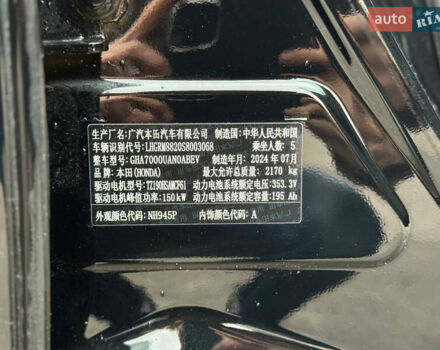 auto RIA
生产厂名: 广汽本田汽车有限公司 制造国: 中华人民共和国
车辆识别代号: LHGRM8820S8003068 乘坐人数: 5
整车型号: GHA7000UAN0ABEV 制造年月: 2024 年 07 月
品牌: 本田 (HONDA) 最大允许总质量: 2170 kg
驱动电机型号: TZ190HSAMCPG1 动力电池系统额定电压: 353.3V
驱动电机峰值功率: 150 kW 动力电池系统额定容量: 195 Ah
外观颜色代码: NH945P 内饰颜色代码: A